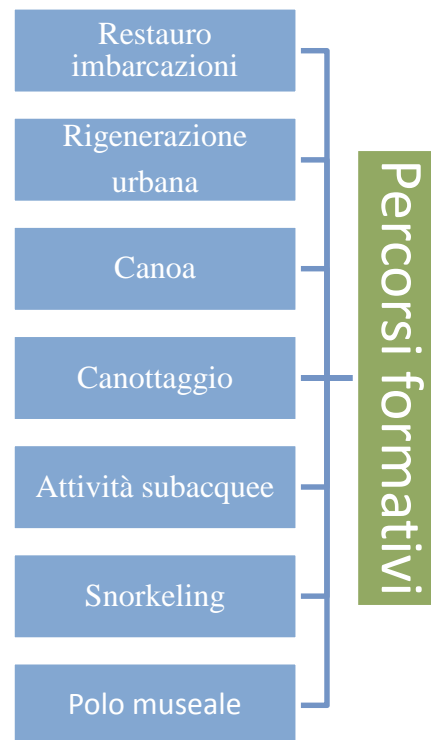 Restauro
imbarcazioni
Rigenerazione
urbana
Canoa
Canottaggio
Attività subacquee
Snorkeling
Polo museale
Percorsi formativi